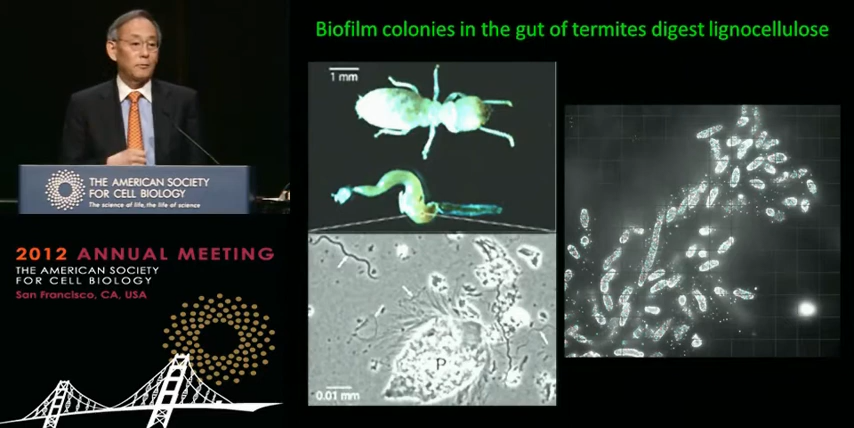 Biofilm colonies in the gut of termites digest lignocellulose
1 mm
THE AMERICAN SOCIETY
FOR CELL BIOLOGY
The science of life, the life of science
2012 ANNUAL MEETING
THE AMERICAN SOCIETY
FOR CELL BIOLOGY
San Francisco, CA, USA
P
0.01 mm